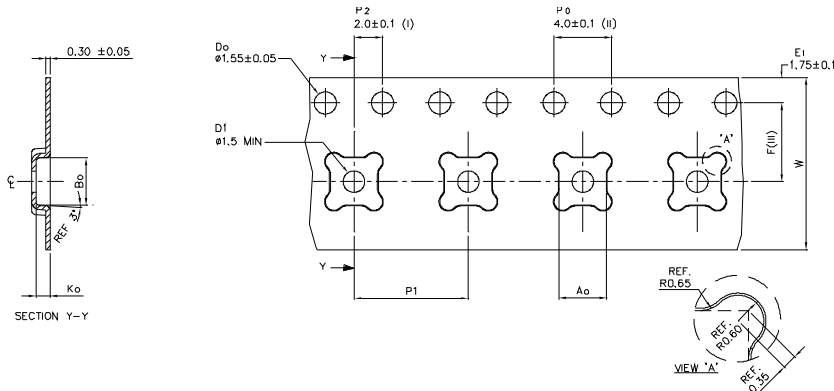 P2
2.0±0.1 (I)
P0
4.0±0.1 (II)
0.30 ±0.05
Y
Do
ø1.55±0.05
E1
1.75±0.1
D1
ø1.5 MIN
"A"
F(III)
W
Bo
REF 3°
Ko
SECTION Y-Y
Y
P1
Ao
REF.
R0.65
REF.
R0.60
REF.
0.35
VIEW "A"